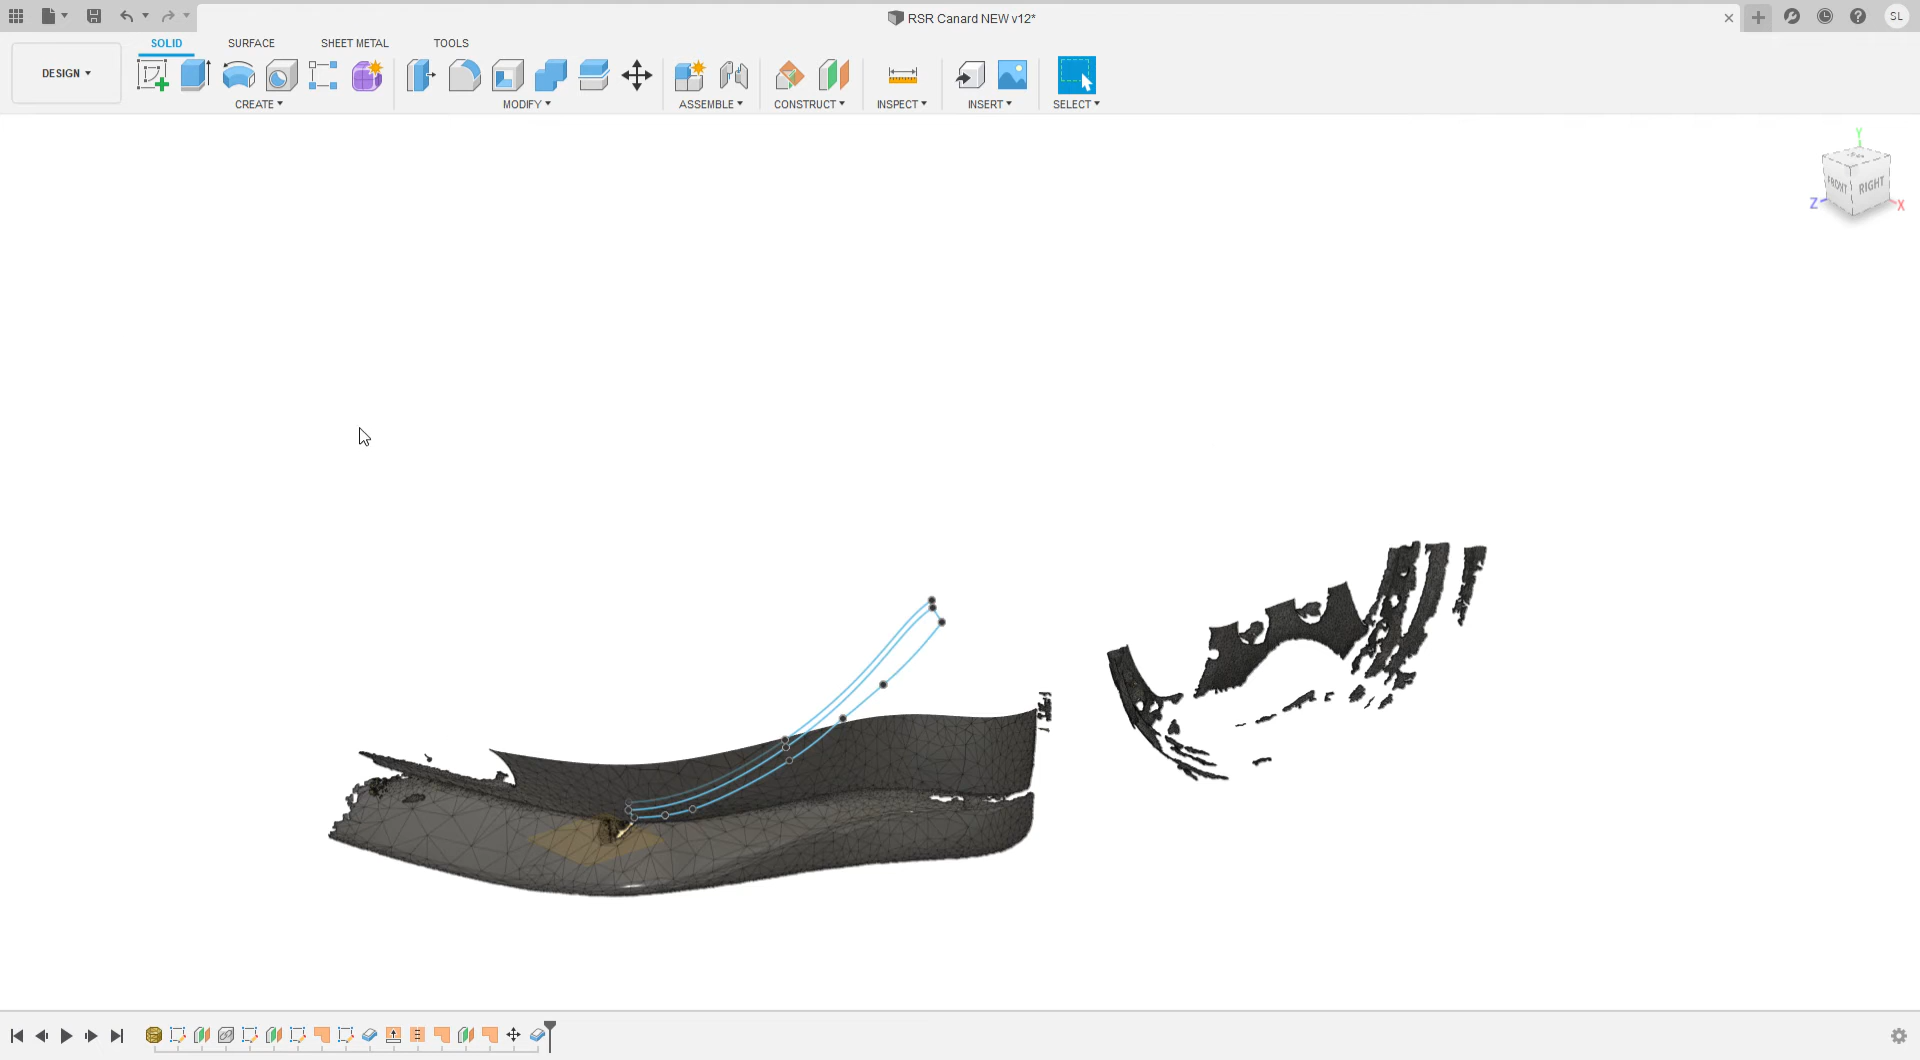 RSR Canard NEW v12*
SL
SOLID SURFACE SHEET METAL TOOLS
DESIGN
CREATE MODIFY ASSEMBLE CONSTRUCT INSPECT INSERT SELECT
Y
FRONT RIGHT
Z X